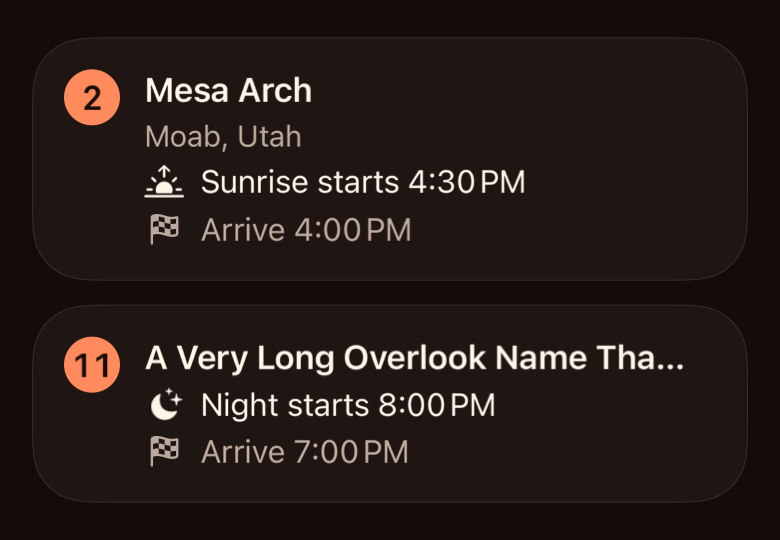 2
Mesa Arch
Moab, Utah
Sunrise starts 4:30 PM
Arrive 4:00 PM
11
A Very Long Overlook Name Tha...
Night starts 8:00 PM
Arrive 7:00 PM